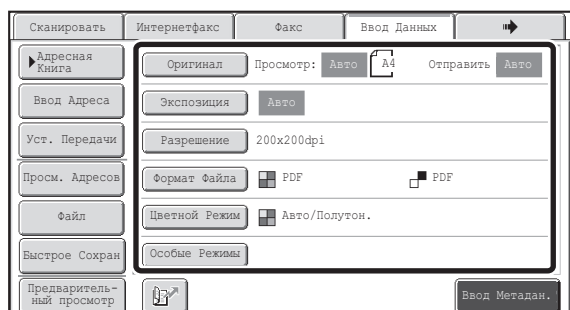 Сканировать Интернетфакс Факс Ввод Данных
Адресная Книга
Оригинал Просмотр: Авто A4 Отправить Авто
Ввод Адреса
Экспозиция Авто
Уст. Передачи
Разрешение 200x200dpi
Просм. Адресов
Формат Файла PDF PDF
Файл
Цветной Режим Авто/Полутон.
Быстрое Сохран
Особые Режимы
Предваритель-
ный просмотр
Ввод Метадан.